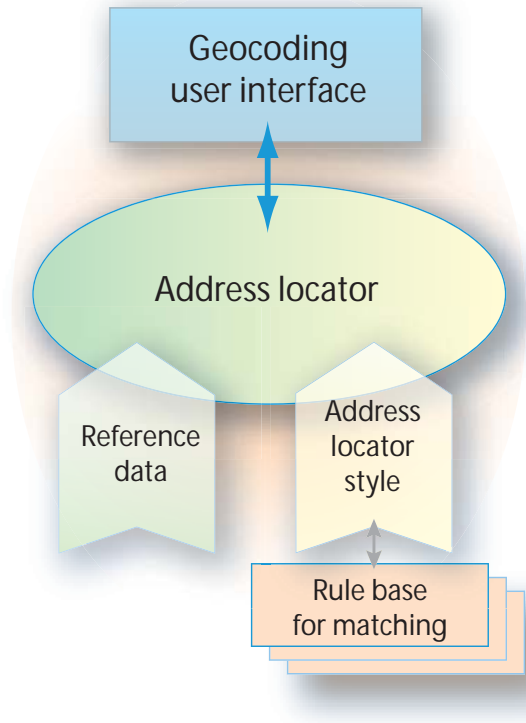 Geocoding
user interface
Address locator
Reference
data
Address
locator
style
Rule base
for matching